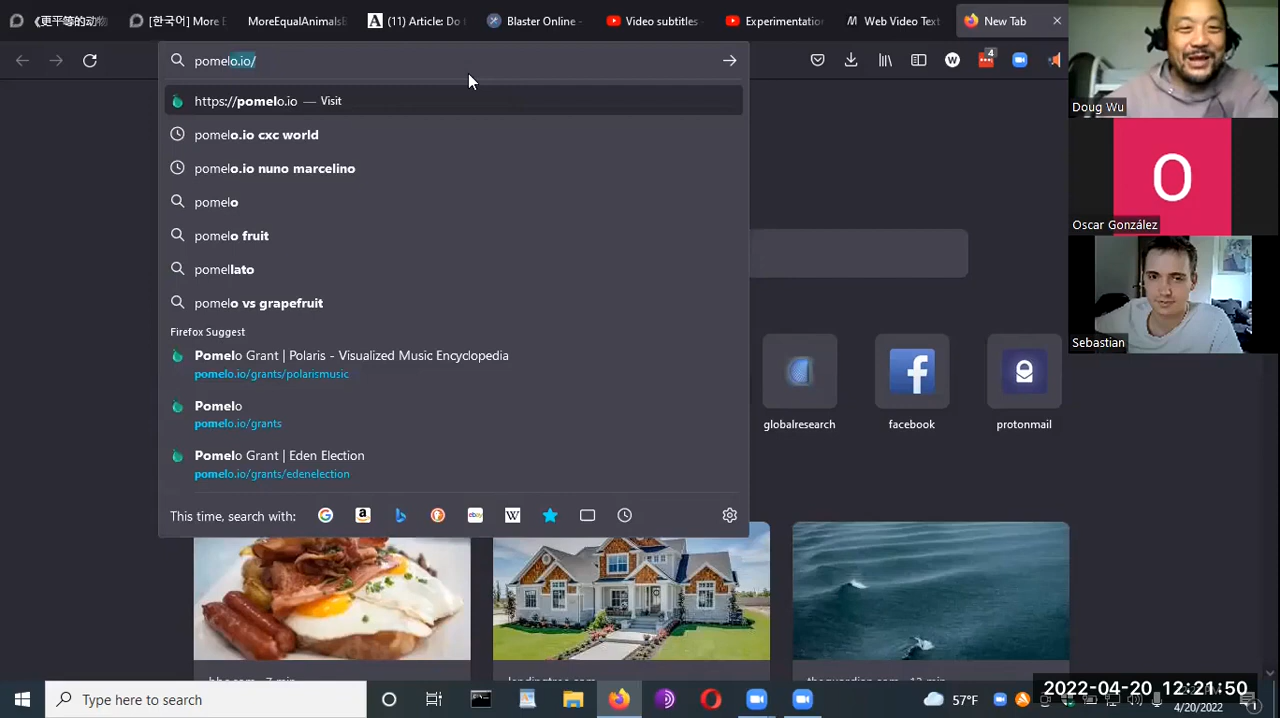 《更平等的动物
[한국어] More E
MoreEqualAnimalsE
(11) Article: Do
Blaster Online -
Video subtitles
Experimentation
Web Video Text
New Tab
pomelo.io/
4
https://pomelo.io — Visit
pomelo.io cxc world
pomelo.io nuno marcelino
pomelo
pomelo fruit
pomellato
pomelo vs grapefruit
Firefox Suggest
Pomelo Grant | Polaris - Visualized Music Encyclopedia
pomelo.io/grants/polarismusic
Pomelo
pomelo.io/grants
Pomelo Grant | Eden Election
pomelo.io/grants/edenelection
This time, search with:
globalresearch
facebook
protonmail
Doug Wu
O
Oscar González
Sebastian
Type here to search
57°F
2022-04-20 12:21:50
4/20/2022